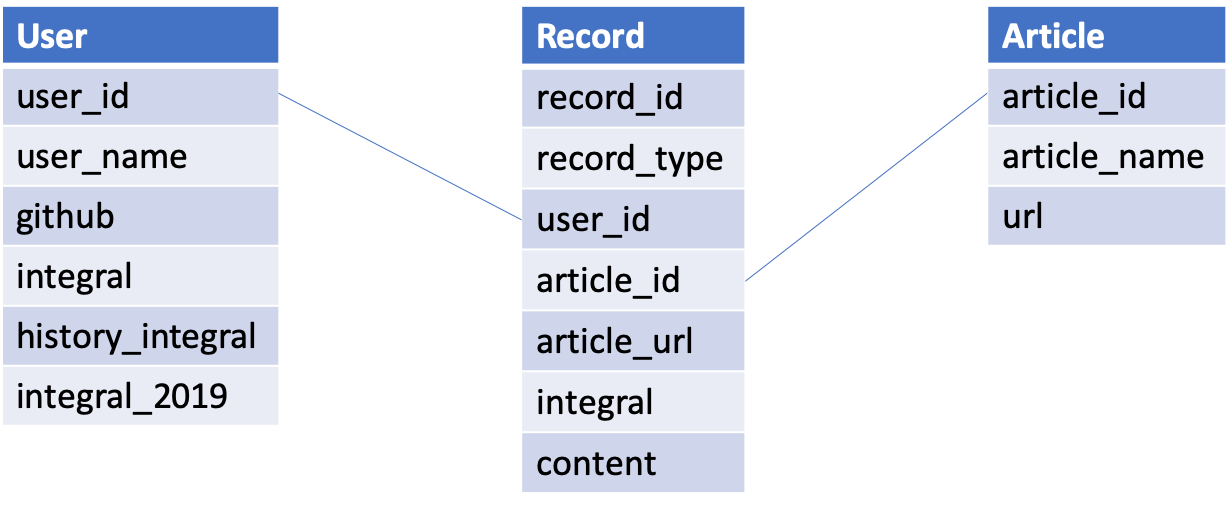 User
user_id
user_name
github
integral
history_integral
integral_2019
Record
record_id
record_type
user_id
article_id
article_url
integral
content
Article
article_id
article_name
url